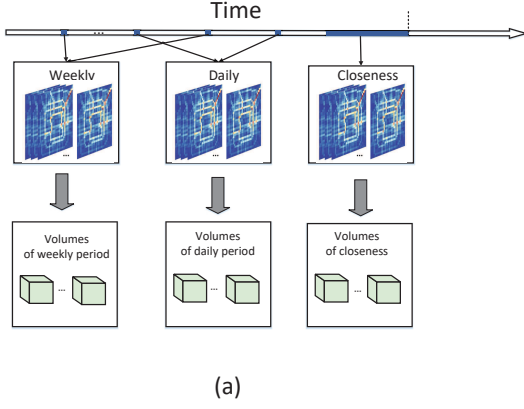 Time
...
Weekly
Daily
Closeness
...
...
...
Volumes
of weekly period
Volumes
of daily period
Volumes
of closeness
...
...
...
(a)